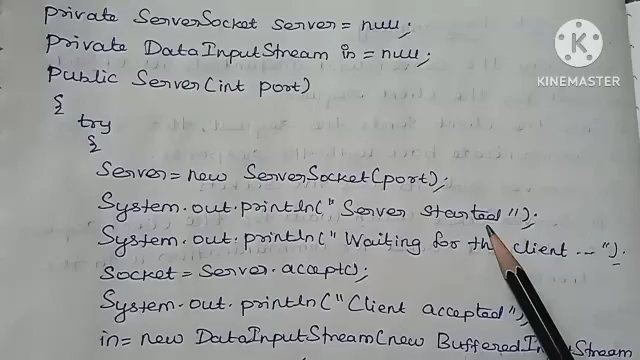 private ServerSocket server = null;
private DataInputStream in = null;
public Server(int port)
{
try
{
Server = new ServerSocket(port);
System.out.println("Server started");
System.out.println("Waiting for the client ...");
Socket = Server.accept();
System.out.println("Client accepted");
in = new DataInputStream(new BufferedInputStream
KINEMASTER